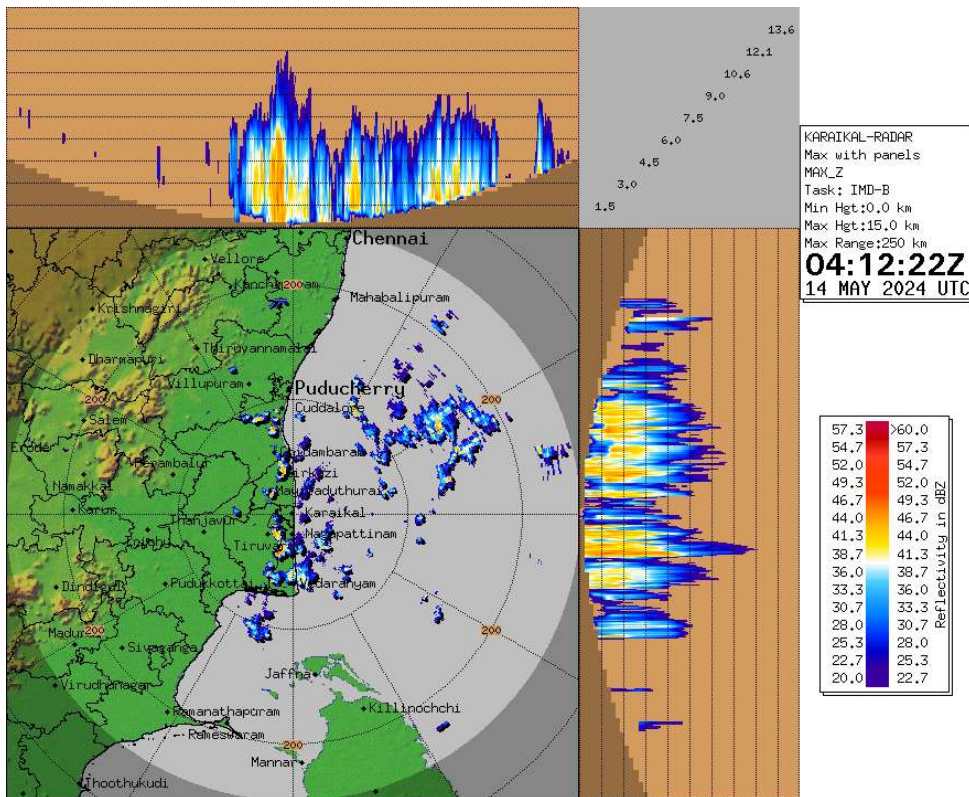 13.6
12.1
10.6
9.0
7.5
6.0
4.5
3.0
1.5
KARAIKAL-RADAR
Max with panels
MAX_Z
Task: IMD-B
Min Hgt:0.0 km
Max Hgt:15.0 km
Max Range:250 km
04:12:22Z
14 MAY 2024 UTC
Chennai
Vellore
200
Mahabalipuram
Krishnagiri
Thiruvannamalai
Dharmapuri
Villupuram
Puducherry
200
200
Cuddalore
Salem
Erode
Perambalur
Namakkal
Karur
Karaikal
Thanjavur
Nagapattinam
Pudukkottai
Vedaranyam
Dindigul
200
200
Sivaganga
Jaffna
Virudhunagar
Killinochchi
Ramanathapuram
Rameswaram
200
Mannar
Thoothukudi
57.3 >60.0
54.7 57.3
52.0 54.7
49.3 52.0
46.7 49.3
44.0 46.7
41.3 44.0
38.7 41.3
36.0 38.7
33.3 36.0
30.7 33.3
28.0 30.7
25.3 28.0
22.7 25.3
20.0 22.7
Reflectivity in dBZ